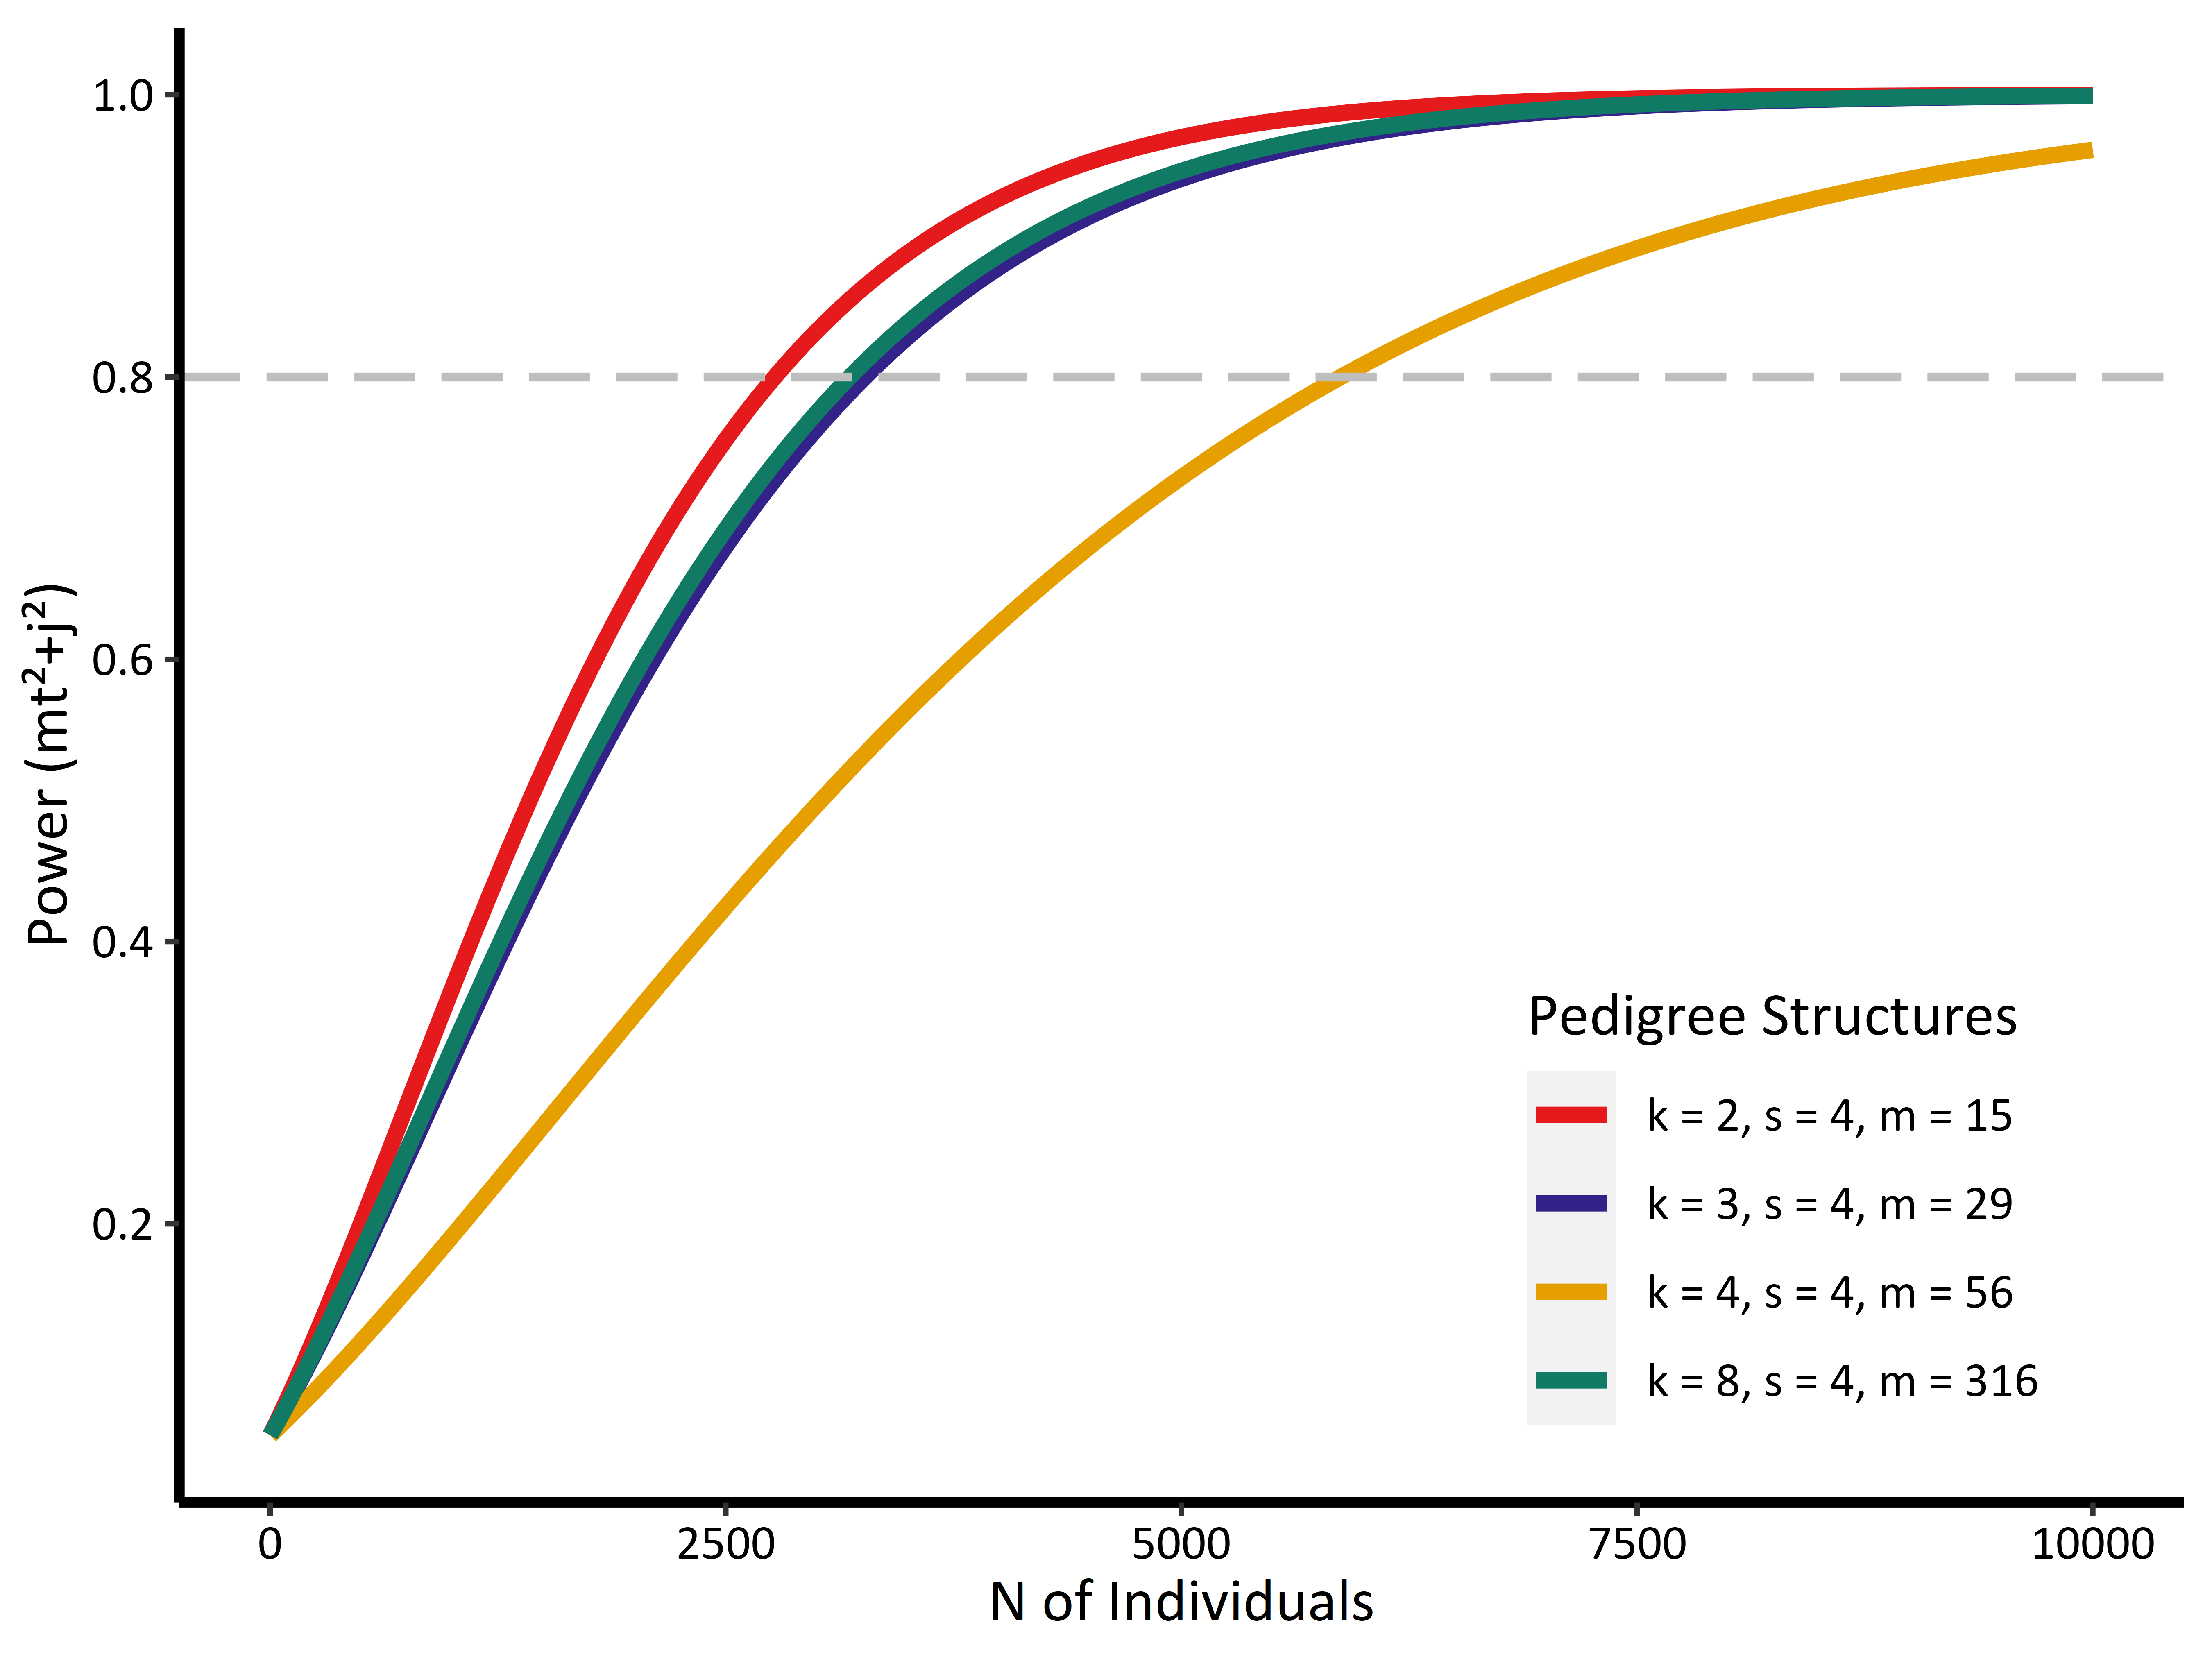 1.0
0.8
0.6
0.4
0.2
Power (mt²+j²)
Pedigree Structures
k = 2, s = 4, m = 15
k = 3, s = 4, m = 29
k = 4, s = 4, m = 56
k = 8, s = 4, m = 316
0 2500 5000 7500 10000
N of Individuals